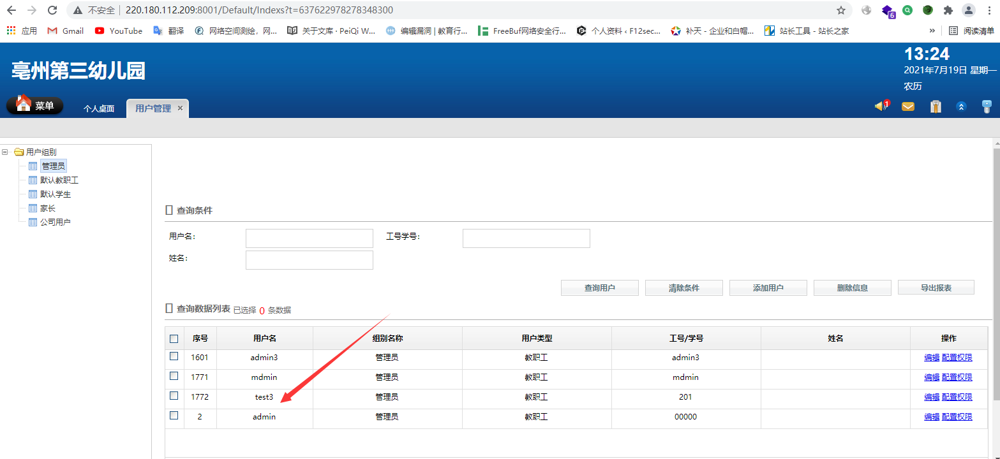 不安全 220.180.112.209:8001/Default/Indexs?t=637622978278348300 6
应用 Gmail YouTube 翻译 网络空间测绘，网... 关于文库 · PeiQi W... 编辑漏洞 | 教育行... FreeBuf网络安全行... 个人资料 ‹ F12sec... 补天 - 企业和白帽... 站长工具 - 站长之家 » 阅读清单
13:24
亳州第三幼儿园
2021年7月19日 星期一
农历
菜单 个人桌面 用户管理 × 1
用户组别
管理员
默认教职工
默认学生
家长
公司用户
查询条件
用户名: 工号学号:
姓名:
查询用户 清除条件 添加用户 删除信息 导出报表
查询数据列表 已选择 0 条数据
序号 用户名 组别名称 用户类型 工号/学号 姓名 操作
1601 admin3 管理员 教职工 admin3 编辑 配置权限
1771 mdmin 管理员 教职工 mdmin 编辑 配置权限
1772 test3 管理员 教职工 201 编辑 配置权限
2 admin 管理员 教职工 00000 编辑 配置权限